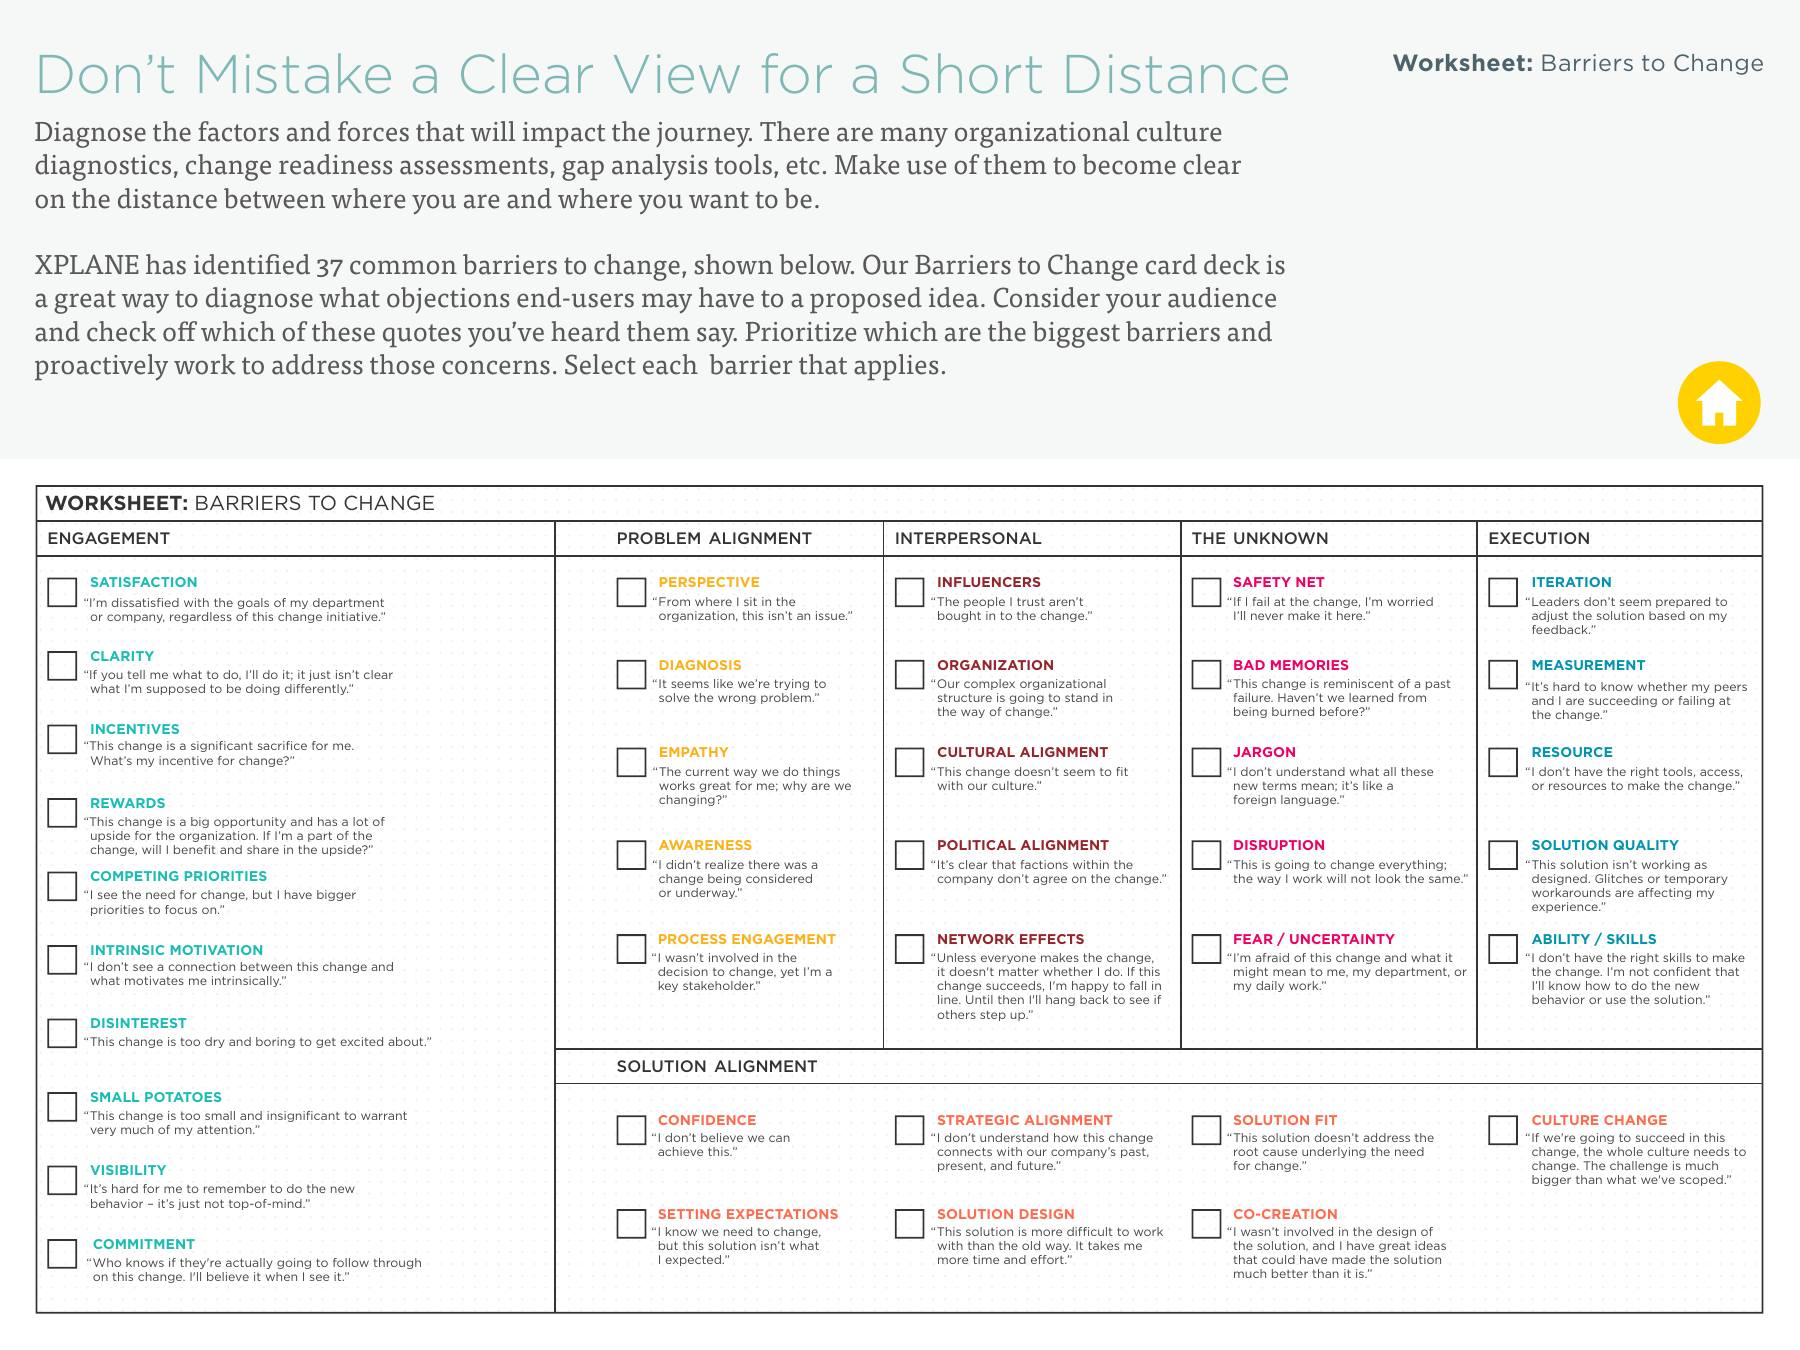 Don’t Mistake a Clear View for a Short Distance
Worksheet: Barriers to Change
Diagnose the factors and forces that will impact the journey. There are many organizational culture
diagnostics, change readiness assessments, gap analysis tools, etc. Make use of them to become clear
on the distance between where you are and where you want to be.
XPLANE has identified 37 common barriers to change, shown below. Our Barriers to Change card deck is
a great way to diagnose what objections end-users may have to a proposed idea. Consider your audience
and check off which of these quotes you’ve heard them say. Prioritize which are the biggest barriers and
proactively work to address those concerns. Select each  barrier that applies.
WORKSHEET: BARRIERS TO CHANGE
ENGAGEMENT
SATISFACTION
“I’m dissatisfied with the goals of my department
or company, regardless of this change initiative.”
CLARITY
“If you tell me what to do, I’ll do it; it just isn’t clear
what I’m supposed to be doing differently.”
INCENTIVES
“This change is a significant sacrifice for me.
What’s my incentive for change?”
REWARDS
“This change is a big opportunity and has a lot of
upside for the organization. If I’m a part of the
change, will I benefit and share in the upside?”
COMPETING PRIORITIES
“I see the need for change, but I have bigger
priorities to focus on.”
INTRINSIC MOTIVATION
“I don’t see a connection between this change and
what motivates me intrinsically.”
DISINTEREST
“This change is too dry and boring to get excited about.”
SMALL POTATOES
“This change is too small and insignificant to warrant
very much of my attention.”
VISIBILITY
“It’s hard for me to remember to do the new
behavior – it’s just not top-of-mind.”
COMMITMENT
“Who knows if they’re actually going to follow through
on this change. I’ll believe it when I see it.”
PROBLEM ALIGNMENT
PERSPECTIVE
“From where I sit in the
organization, this isn’t an issue.”
DIAGNOSIS
“It seems like we’re trying to
solve the wrong problem.”
EMPATHY
“The current way we do things
works great for me; why are we
changing?”
AWARENESS
“I didn’t realize there was a
change being considered
or underway.”
PROCESS ENGAGEMENT
“I wasn’t involved in the
decision to change, yet I’m a
key stakeholder.”
INTERPERSONAL
INFLUENCERS
“The people I trust aren’t
bought in to the change.”
ORGANIZATION
“Our complex organizational
structure is going to stand in
the way of change.”
CULTURAL ALIGNMENT
“This change doesn’t seem to fit
with our culture.”
POLITICAL ALIGNMENT
“It’s clear that factions within the
company don’t agree on the change.”
NETWORK EFFECTS
“Unless everyone makes the change,
it doesn't matter whether I do. If this
change succeeds, I'm happy to fall in
line. Until then I'll hang back to see if
others step up.”
THE UNKNOWN
SAFETY NET
“If I fail at the change, I’m worried
I’ll never make it here.”
BAD MEMORIES
“This change is reminiscent of a past
failure. Haven’t we learned from
being burned before?”
JARGON
“I don’t understand what all these
new terms mean; it’s like a
foreign language.”
DISRUPTION
“This is going to change everything;
the way I work will not look the same.”
FEAR / UNCERTAINTY
“I’m afraid of this change and what it
might mean to me, my department, or
my daily work.”
EXECUTION
ITERATION
“Leaders don’t seem prepared to
adjust the solution based on my
feedback.”
MEASUREMENT
“It’s hard to know whether my peers
and I are succeeding or failing at
the change.”
RESOURCE
“I don’t have the right tools, access,
or resources to make the change.”
SOLUTION QUALITY
“This solution isn’t working as
designed. Glitches or temporary
workarounds are affecting my
experience.”
ABILITY / SKILLS
“I don’t have the right skills to make
the change. I’m not confident that
I’ll know how to do the new
behavior or use the solution.”
SOLUTION ALIGNMENT
CONFIDENCE
“I don’t believe we can
achieve this.”
STRATEGIC ALIGNMENT
“I don’t understand how this change
connects with our company’s past,
present, and future.”
SOLUTION FIT
“This solution doesn’t address the
root cause underlying the need
for change.”
CULTURE CHANGE
“If we’re going to succeed in this
change, the whole culture needs to
change. The challenge is much
bigger than what we’ve scoped.”
SETTING EXPECTATIONS
“I know we need to change,
but this solution isn’t what
I expected.”
SOLUTION DESIGN
“This solution is more difficult to work
with than the old way. It takes me
more time and effort.”
CO-CREATION
“I wasn’t involved in the design of
the solution, and I have great ideas
that could have made the solution
much better than it is.”